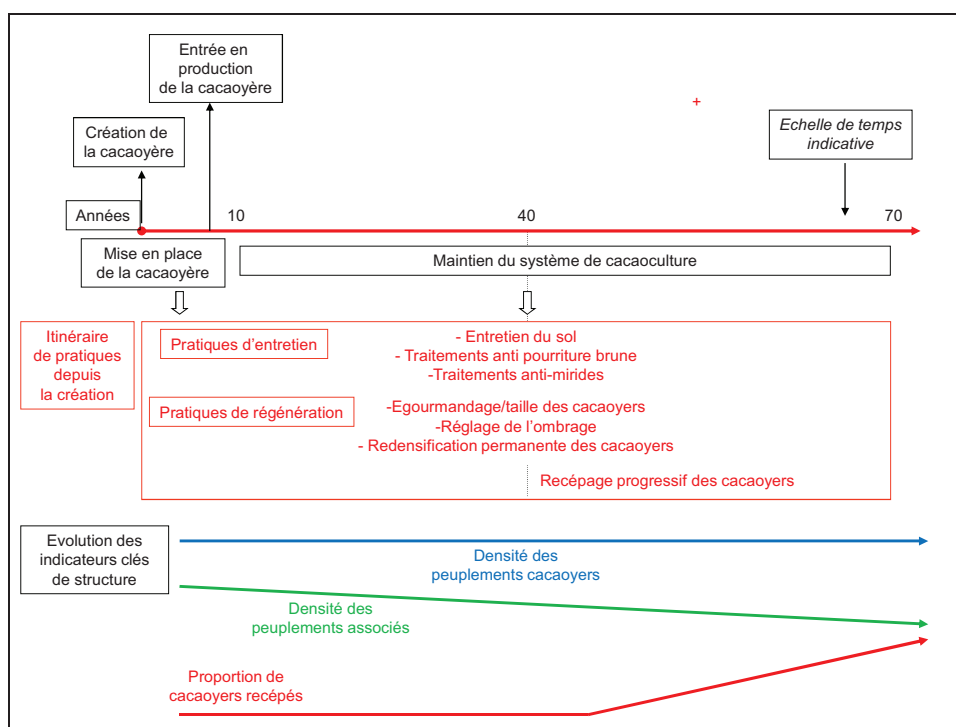 Entrée en
production
de la cacaoyère
+
Création de
la cacaoyère
Echelle de temps
indicative
Années
10
40
70
Mise en place
de la cacaoyère
Maintien du système de cacaoculture
Itinéraire
de pratiques
depuis
la création
Pratiques d'entretien
- Entretien du sol
- Traitements anti pourriture brune
-Traitements anti-mirides
Pratiques de régénération
-Egourmandage/taille des cacaoyers
-Réglage de l'ombrage
- Redensification permanente des cacaoyers
Recépage progressif des cacaoyers
Evolution des
indicateurs clés
de structure
Densité des
peuplements cacaoyers
Densité des
peuplements associés
Proportion de
cacaoyers recépés